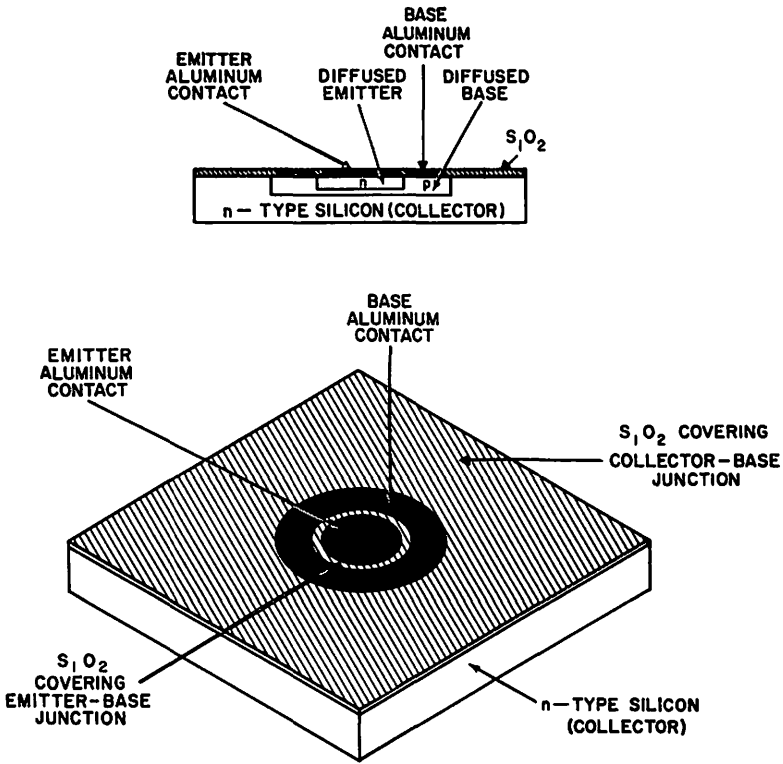 BASE
ALUMINUM
CONTACT
EMITTER
ALUMINUM
CONTACT
DIFFUSED
EMITTER
DIFFUSED
BASE
S₁O₂
n
p
n — TYPE SILICON (COLLECTOR)
BASE
ALUMINUM
CONTACT
EMITTER
ALUMINUM
CONTACT
S₁O₂ COVERING
COLLECTOR–BASE
JUNCTION
S₁O₂
COVERING
EMITTER–BASE
JUNCTION
n—TYPE SILICON
(COLLECTOR)